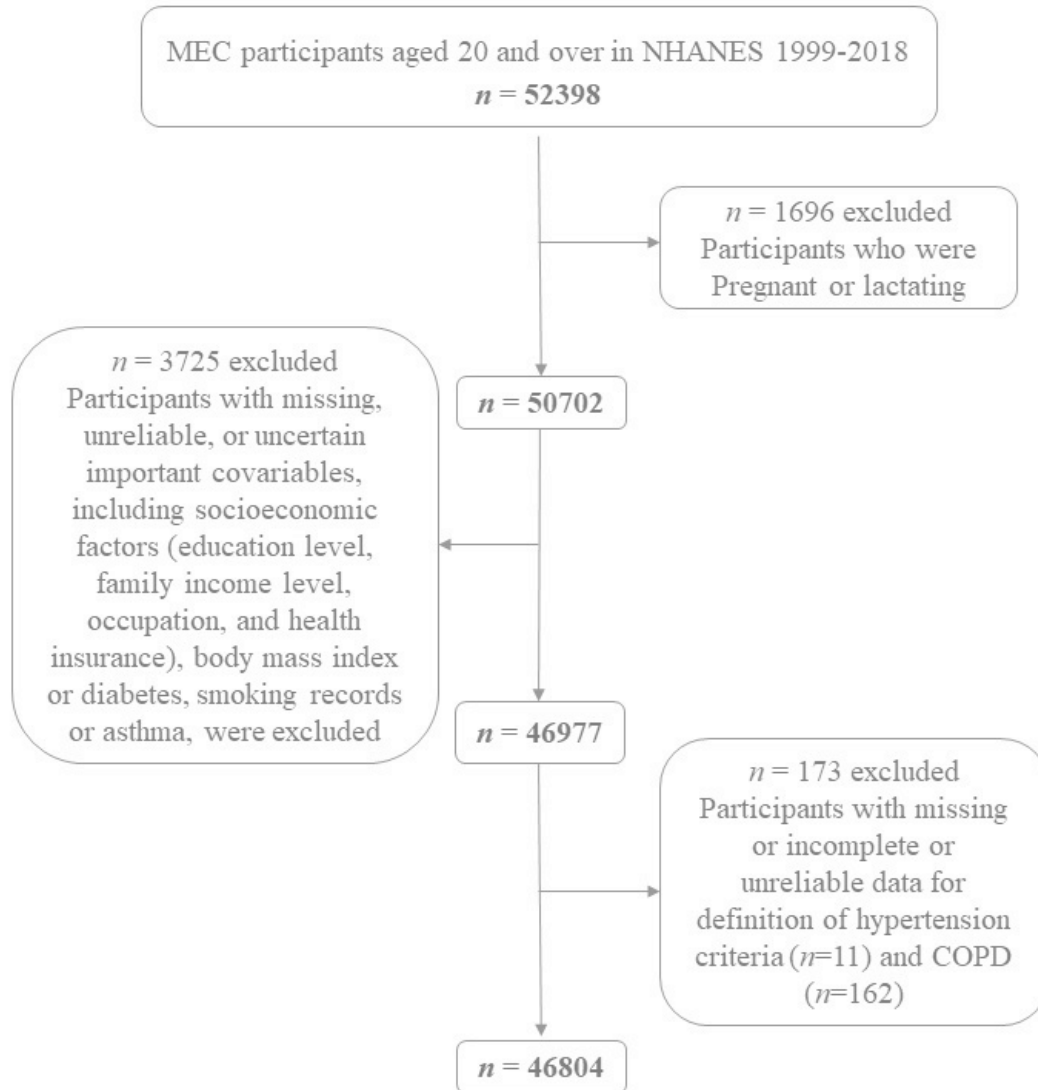 MEC participants aged 20 and over in NHANES 1999-2018
n = 52398
n = 1696 excluded
Participants who were
Pregnant or lactating
n = 50702
n = 3725 excluded
Participants with missing,
unreliable, or uncertain
important covariables,
including socioeconomic
factors (education level,
family income level,
occupation, and health
insurance), body mass index
or diabetes, smoking records
or asthma, were excluded
n = 46977
n = 173 excluded
Participants with missing
or incomplete or
unreliable data for
definition of hypertension
criteria (n=11) and COPD
(n=162)
n = 46804